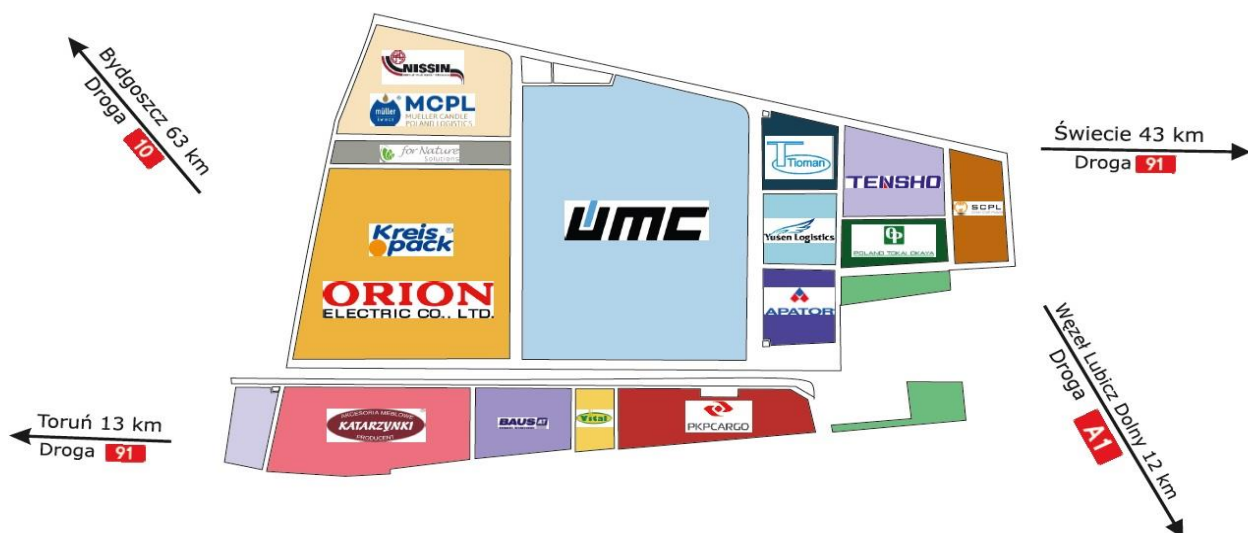 Bydgoszcz 63 km
Droga 10
NISSIN
müller
MCPL
MUELLER CANDLE
POLAND LOGISTICS
for Nature
Solutions
Kreis®
pack
ORION
ELECTRIC CO., LTD.
UMC
Tioman
TENSHO
SCPL
Yusen Logistics
POLAND TOKAI OKAYA
APATOR
Świecie 43 km
Droga 91
Węzeł Lubicz Dolny 12 km
Droga A1
Toruń 13 km
Droga 91
AKCESORIA MEBLOWE
KATARZYNKI
PRODUCENT
BAUS AT
Vital
PKPCARGO